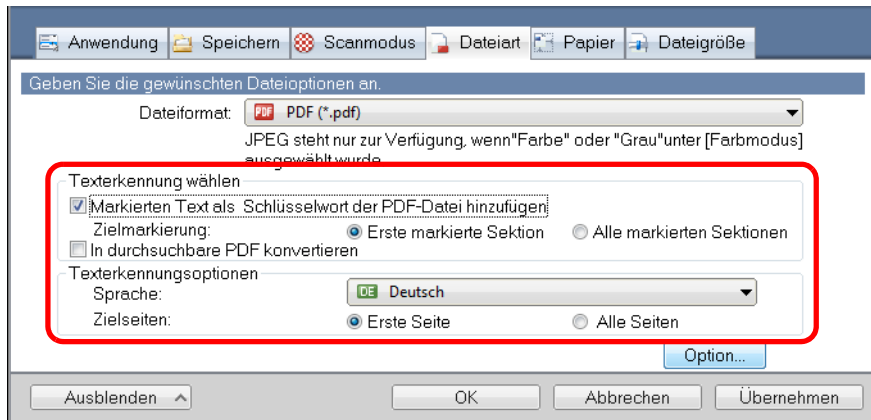 Anwendung Speichern Scanmodus Dateiart Papier Dateigröße
Geben Sie die gewünschten Dateioptionen an.
Dateiformat: PDF PDF (*.pdf)
JPEG steht nur zur Verfügung, wenn"Farbe" oder "Grau"unter [Farbmodus]
ausgewählt wurde
Texterkennung wählen
Markierten Text als Schlüsselwort der PDF-Datei hinzufügen
Zielmarkierung: Erste markierte Sektion Alle markierten Sektionen
In durchsuchbare PDF konvertieren
Texterkennungsoptionen
Sprache: DE Deutsch
Zielseiten: Erste Seite Alle Seiten
Option...
Ausblenden OK Abbrechen Übernehmen